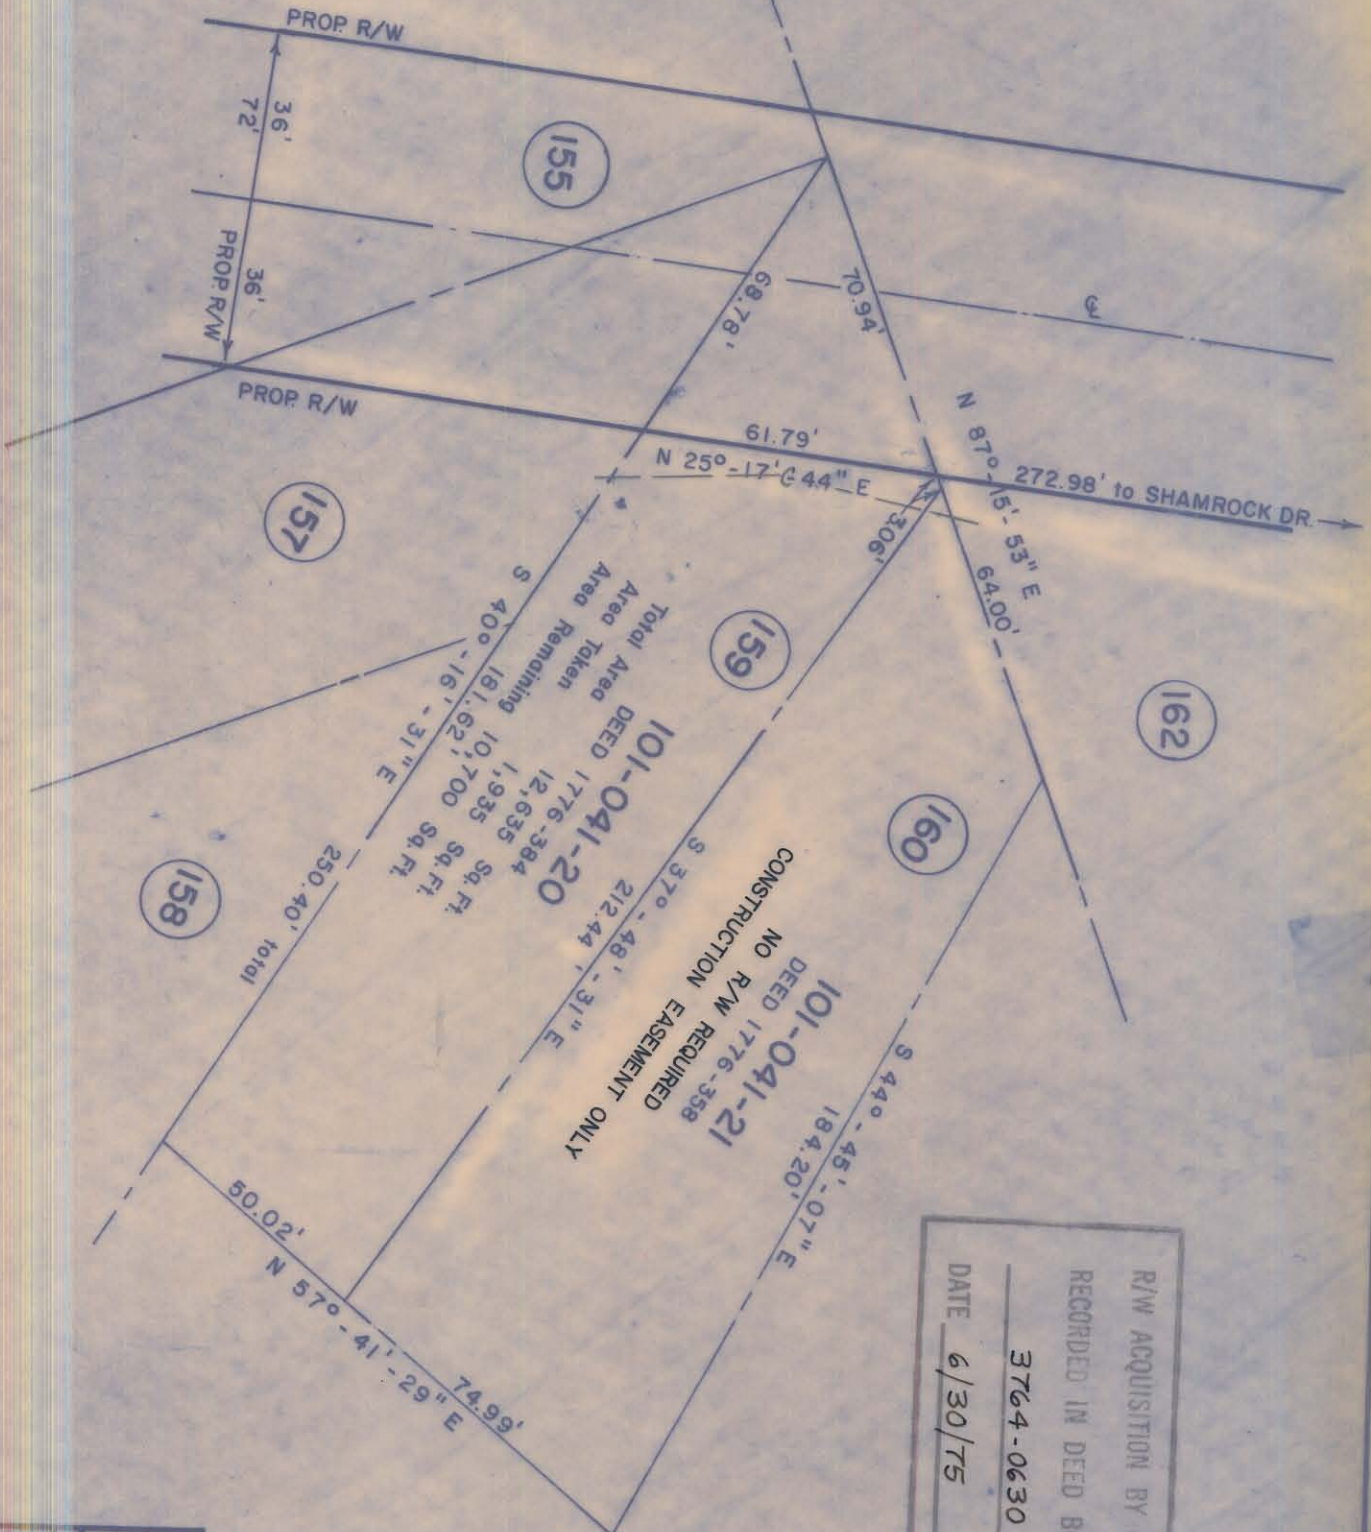 PROP. R/W
36'
72'
36'
PROP. R/W
155
PROP. R/W
68.78'
70.94'
℄
61.79'
N 25°-17'-44" E
N 87°-15'-53" E
272.98' to SHAMROCK DR.
3.06'
64.00'
157
159
162
160
158
S 40°-16'-31" E
181.62'
250.40' total
101-041-20
DEED 1776-384
Total Area 12,635 Sq. Ft.
Area Taken 1,935 Sq. Ft.
Area Remaining 10,700 Sq. Ft.
S 37°-48'-31" E
212.44'
101-041-21
DEED 1776-358
NO R/W REQUIRED
CONSTRUCTION EASEMENT ONLY
S 44°-45'-07" E
184.20'
50.02'
N 57°-41'-29" E
74.99'
R/W ACQUISITION BY
RECORDED IN DEED B
3764-0630
DATE 6/30/75